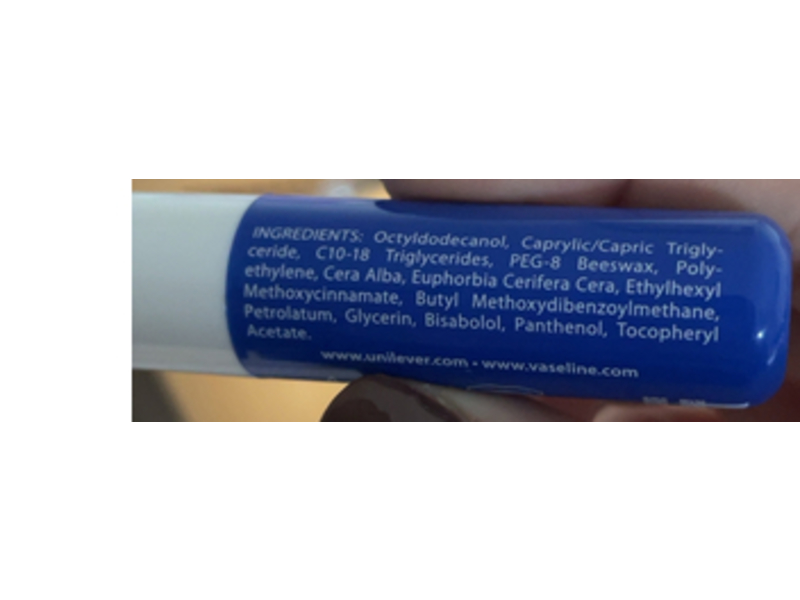 INGREDIENTS: Octyldodecanol, Caprylic/Capric Trigly-
ceride, C10-18 Triglycerides, PEG-8 Beeswax, Poly-
ethylene, Cera Alba, Euphorbia Cerifera Cera, Ethylhexyl
Methoxycinnamate, Butyl Methoxydibenzoylmethane,
Petrolatum, Glycerin, Bisabolol, Panthenol, Tocopheryl
Acetate.
www.unilever.com • www.vaseline.com